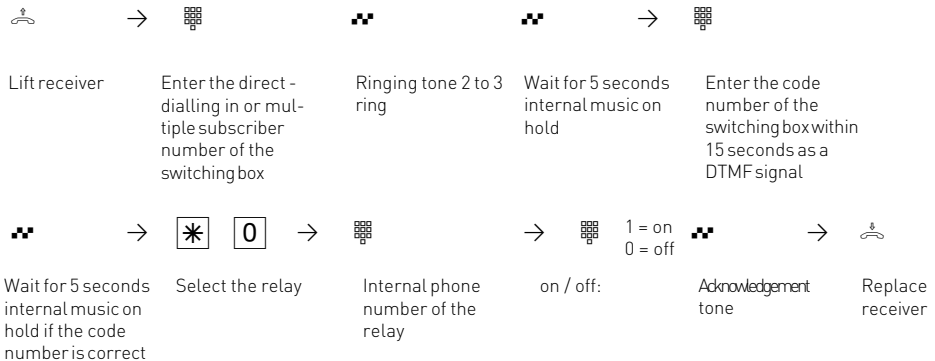 Lift receiver
Enter the direct -
dialling in or mul-
tiple subscriber
number of the
switching box
Ringing tone 2 to 3
ring
Wait for 5 seconds
internal music on
hold
Enter the code
number of the
switching box within
15 seconds as a
DTMF signal
* 0
1 = on
0 = off
Wait for 5 seconds
internal music on
hold if the code
number is correct
Select the relay
Internal phone
number of the
relay
on / off:
Acknowledgement
tone
Replace
receiver